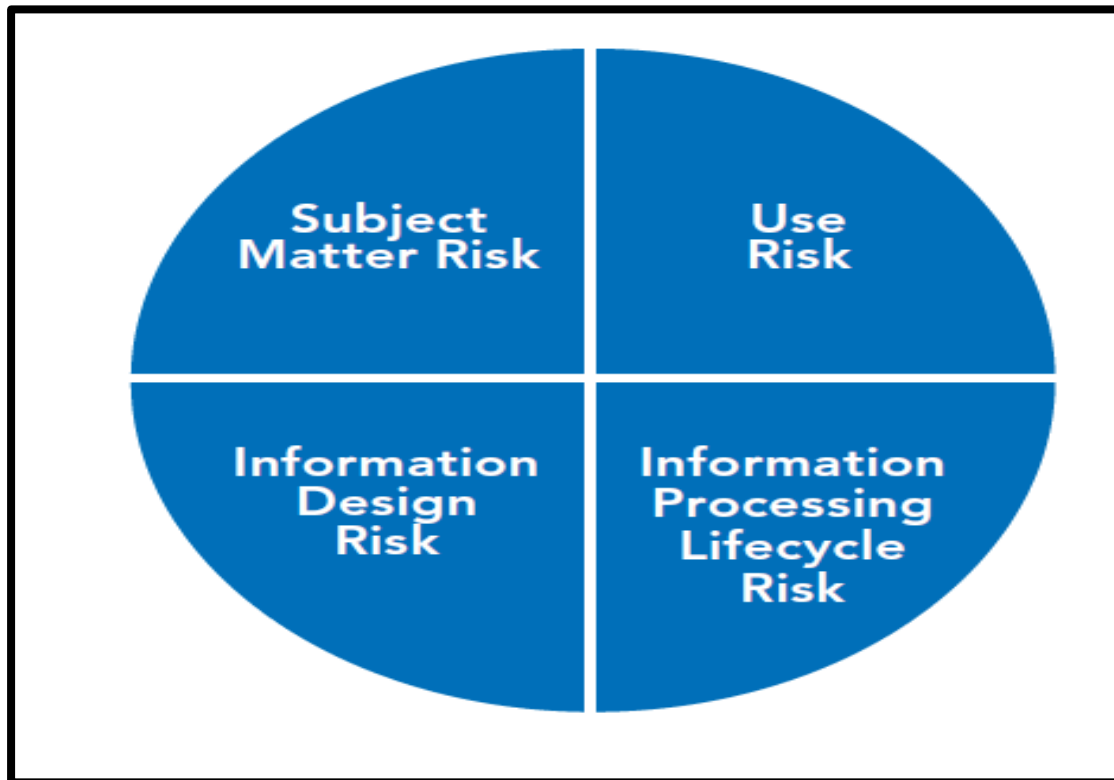 Subject
Matter Risk
Use
Risk
Information
Design
Risk
Information
Processing
Lifecycle
Risk